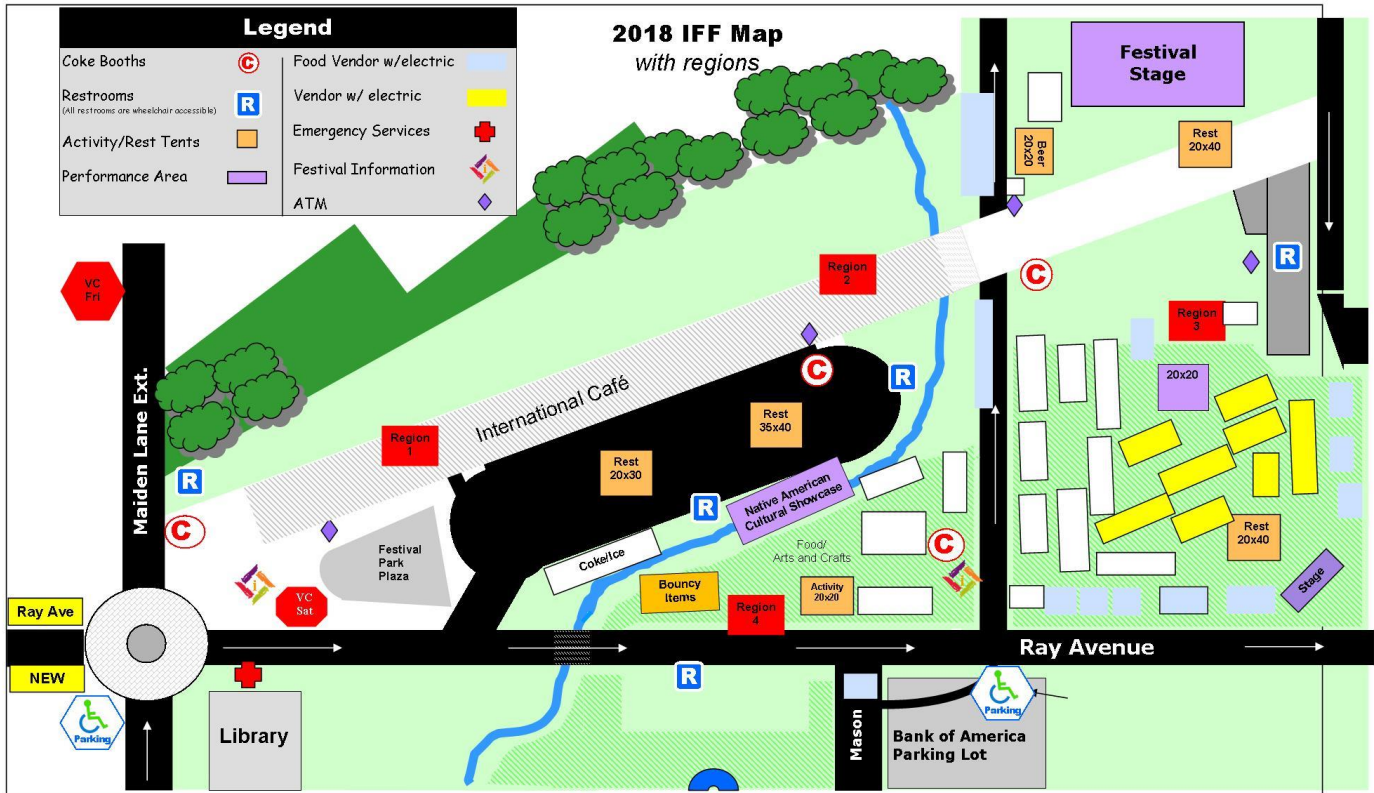 Legend
Coke Booths
C
Restrooms
(All restrooms are wheelchair accessible)
R
Activity/Rest Tents
Performance Area
Food Vendor w/electric
Vendor w/ electric
Emergency Services
Festival Information
ATM
2018 IFF Map
with regions
Festival
Stage
Beer
20x20
Rest
20x40
VC
Fri
Maiden Lane Ext.
R
C
Region
1
International Café
Region
2
C
R
C
R
Region
3
20x20
Rest
35x40
Rest
20x30
R
Native American
Cultural Showcase
Coke/Ice
Festival
Park
Plaza
VC
Sat
Food/
Arts and Crafts
C
Bouncy
Items
Activity
20x20
Region
4
Rest
20x40
Stage
Ray Ave
NEW
Ray Avenue
R
Parking
Library
Mason
Parking
Bank of America
Parking Lot